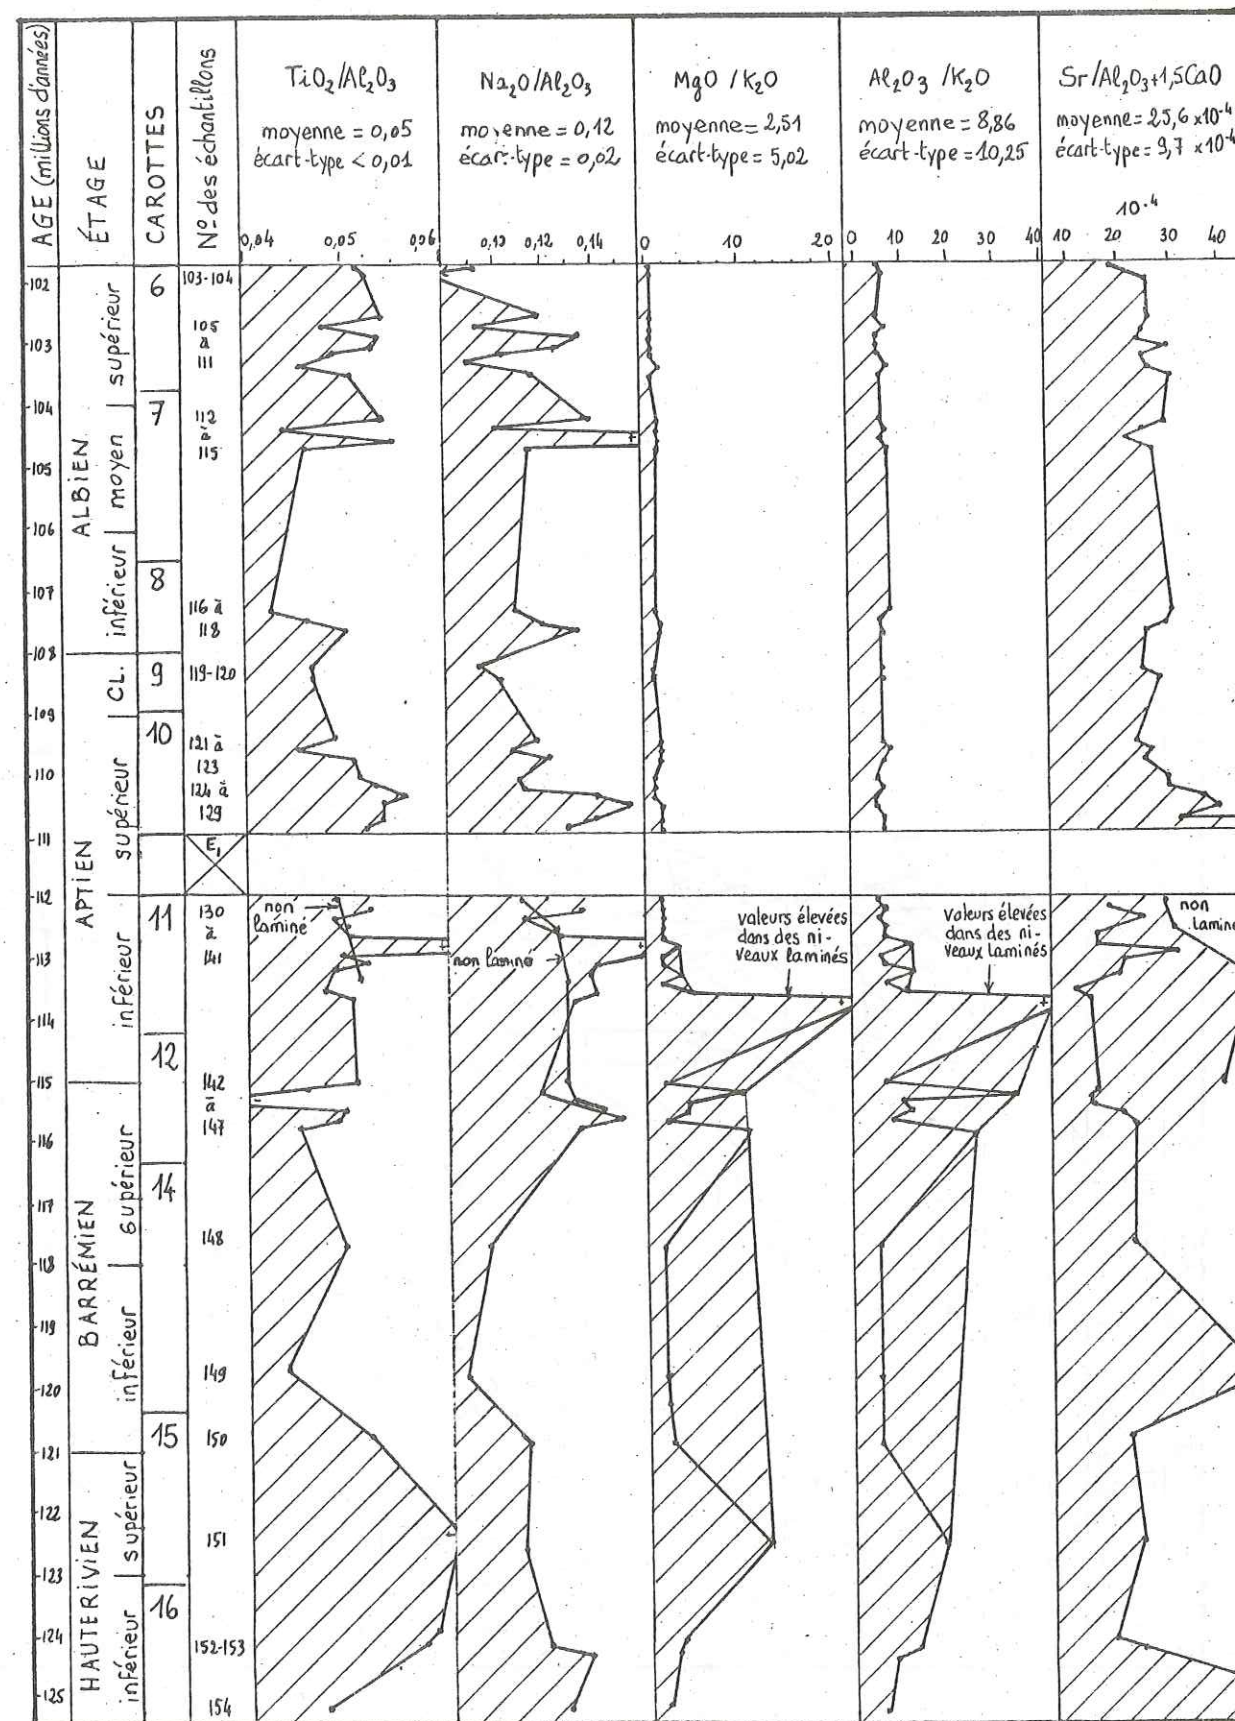 AGE (millions d'années)
ÉTAGE
CAROTTES
Nº des échantillons
TiO₂/Al₂O₃
moyenne = 0,05
écart-type < 0,01
0,04 0,05 0,06
Na₂O/Al₂O₃
moyenne = 0,12
écart-type = 0,02
0,10 0,12 0,14
MgO / K₂O
moyenne = 2,51
écart-type = 5,02
0 10 20
Al₂O₃ / K₂O
moyenne = 8,86
écart-type = 10,25
0 10 30 40
Sr/Al₂O₃+1,5CaO
moyenne = 25,6 x10⁻⁴
écart-type = 9,7 x10⁻⁴
10⁻⁴
10 20 30 40
102
103
104
105
106
107
108
109
110
111
112
113
114
115
116
117
118
119
120
121
122
123
124
125
ALBIEN
supérieur
moyen
inférieur
CL.
APTIEN
supérieur
inférieur
BARRÉMIEN
supérieur
inférieur
HAUTERIVIEN
supérieur
inférieur
6
7
8
9
10
11
12
14
15
16
103-104
105
à
111
112
à
115
116 à
118
119-120
121 à
123
124 à
129
E₁
130
à
141
142
à
147
148
149
150
151
152-153
154
non
laminé
non laminé
valeurs élevées
dans des ni-
veaux laminés
valeurs élevées
dans des ni-
veaux laminés
non
laminé